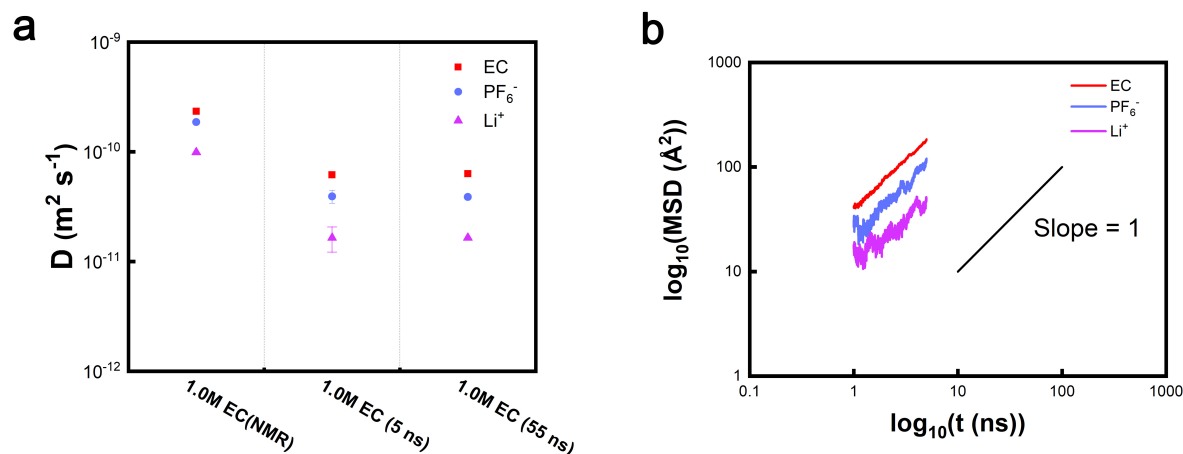 a
10⁻⁹
10⁻¹⁰
10⁻¹¹
10⁻¹²
D (m² s⁻¹)
EC
PF₆⁻
Li⁺
1.0M EC(NMR)
1.0M EC (5 ns)
1.0M EC (55 ns)
b
1000
100
10
1
log₁₀(MSD (Å²))
EC
PF₆⁻
Li⁺
Slope = 1
0.1
1
10
100
1000
log₁₀(t (ns))